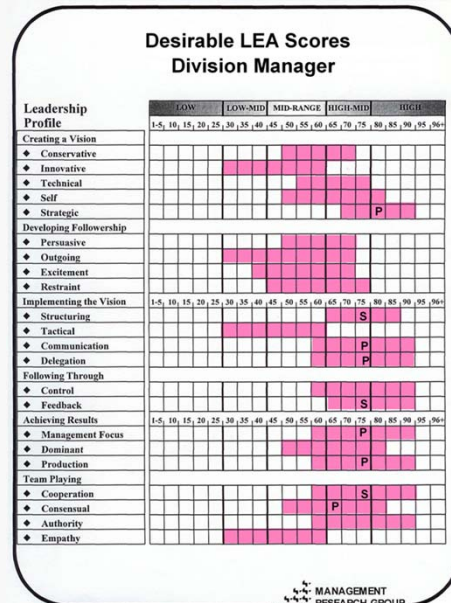 Desirable LEA Scores
Division Manager
LOW LOW-MID MID-RANGE HIGH-MID HIGH
Leadership
Profile 1-5 10 15 20 25 30 35 40 45 50 55 60 65 70 75 80 85 90 95 96+
Creating a Vision
◆ Conservative
◆ Innovative
◆ Technical
◆ Self
◆ Strategic P
Developing Followership
◆ Persuasive
◆ Outgoing
◆ Excitement
◆ Restraint
Implementing the Vision 1-5 10 15 20 25 30 35 40 45 50 55 60 65 70 75 80 85 90 95 96+
◆ Structuring S
◆ Tactical
◆ Communication P
◆ Delegation P
Following Through
◆ Control
◆ Feedback S
Achieving Results 1-5 10 15 20 25 30 35 40 45 50 55 60 65 70 75 80 85 90 95 96+
◆ Management Focus P
◆ Dominant
◆ Production P
Team Playing
◆ Cooperation S
◆ Consensual P
◆ Authority
◆ Empathy
MANAGEMENT
RESEARCH GROUP